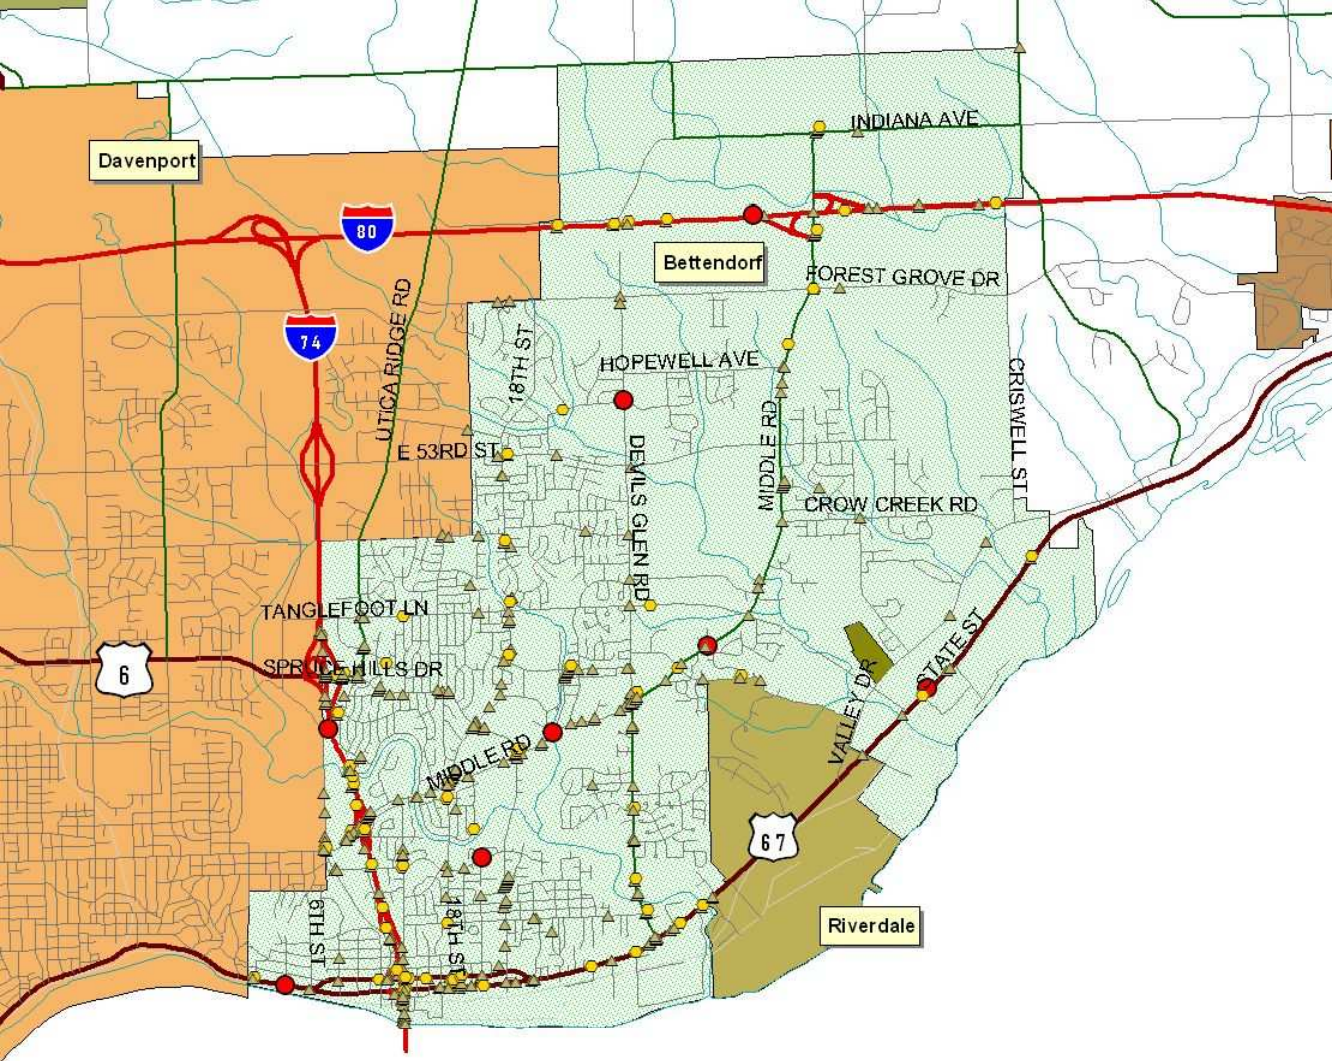 INDIANA AVE
Davenport
80
Bettendorf
FOREST GROVE DR
74
UTICA RIDGE RD
18TH ST
HOPEWELL AVE
CRISWELL ST
E 53RD ST
DEVILS GLEN RD
MIDDLE RD
CROW CREEK RD
TANGLEFOOT LN
6
SPRUCE HILLS DR
STATE ST
VALLEY DR
MIDDLE RD
67
6TH ST
18TH ST
Riverdale